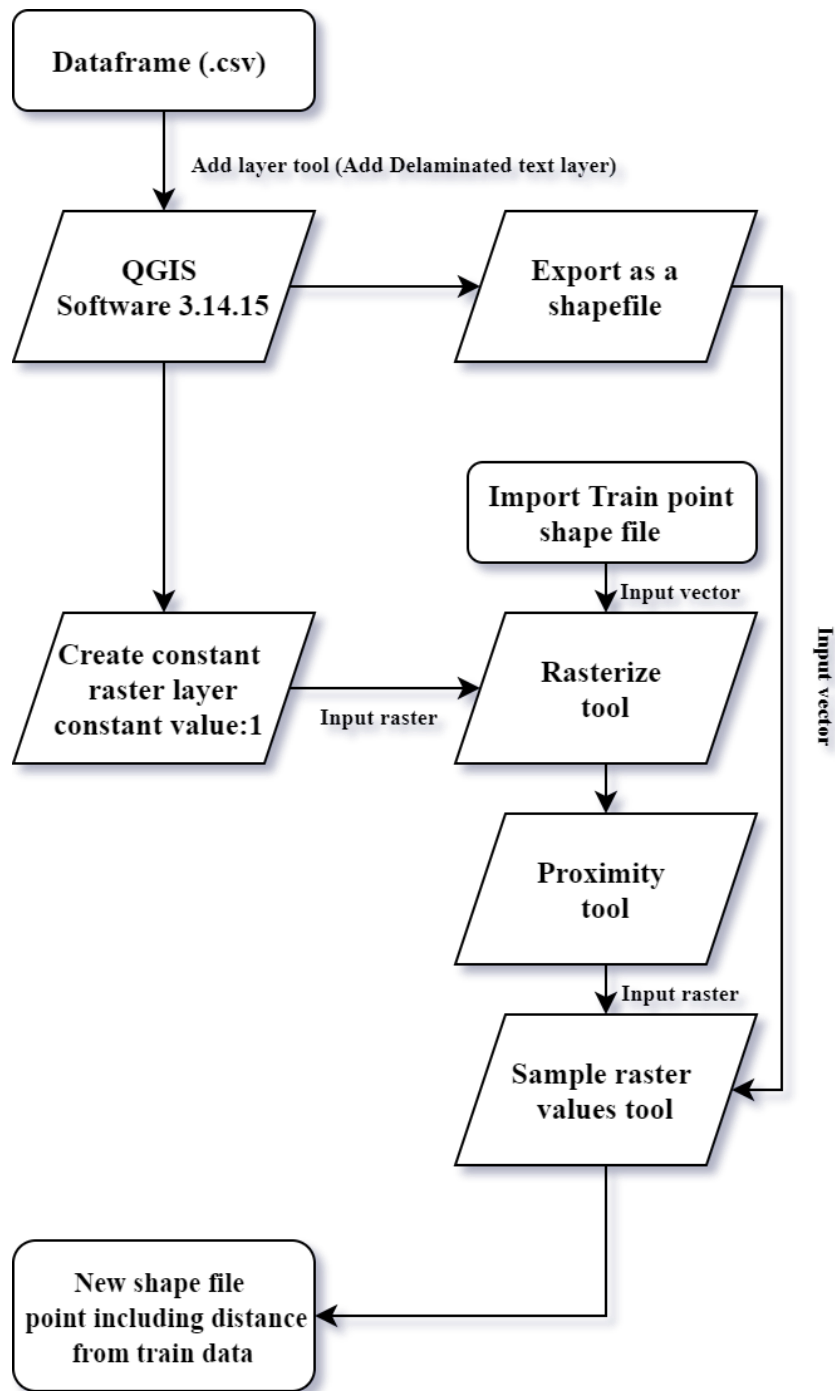 Dataframe (.csv)
Add layer tool (Add Delaminated text layer)
QGIS
Software 3.14.15
Export as a
shapefile
Import Train point
shape file
Input vector
Create constant
raster layer
constant value:1
Input raster
Rasterize
tool
Input vector
Proximity
tool
Input raster
Sample raster
values tool
New shape file
point including distance
from train data